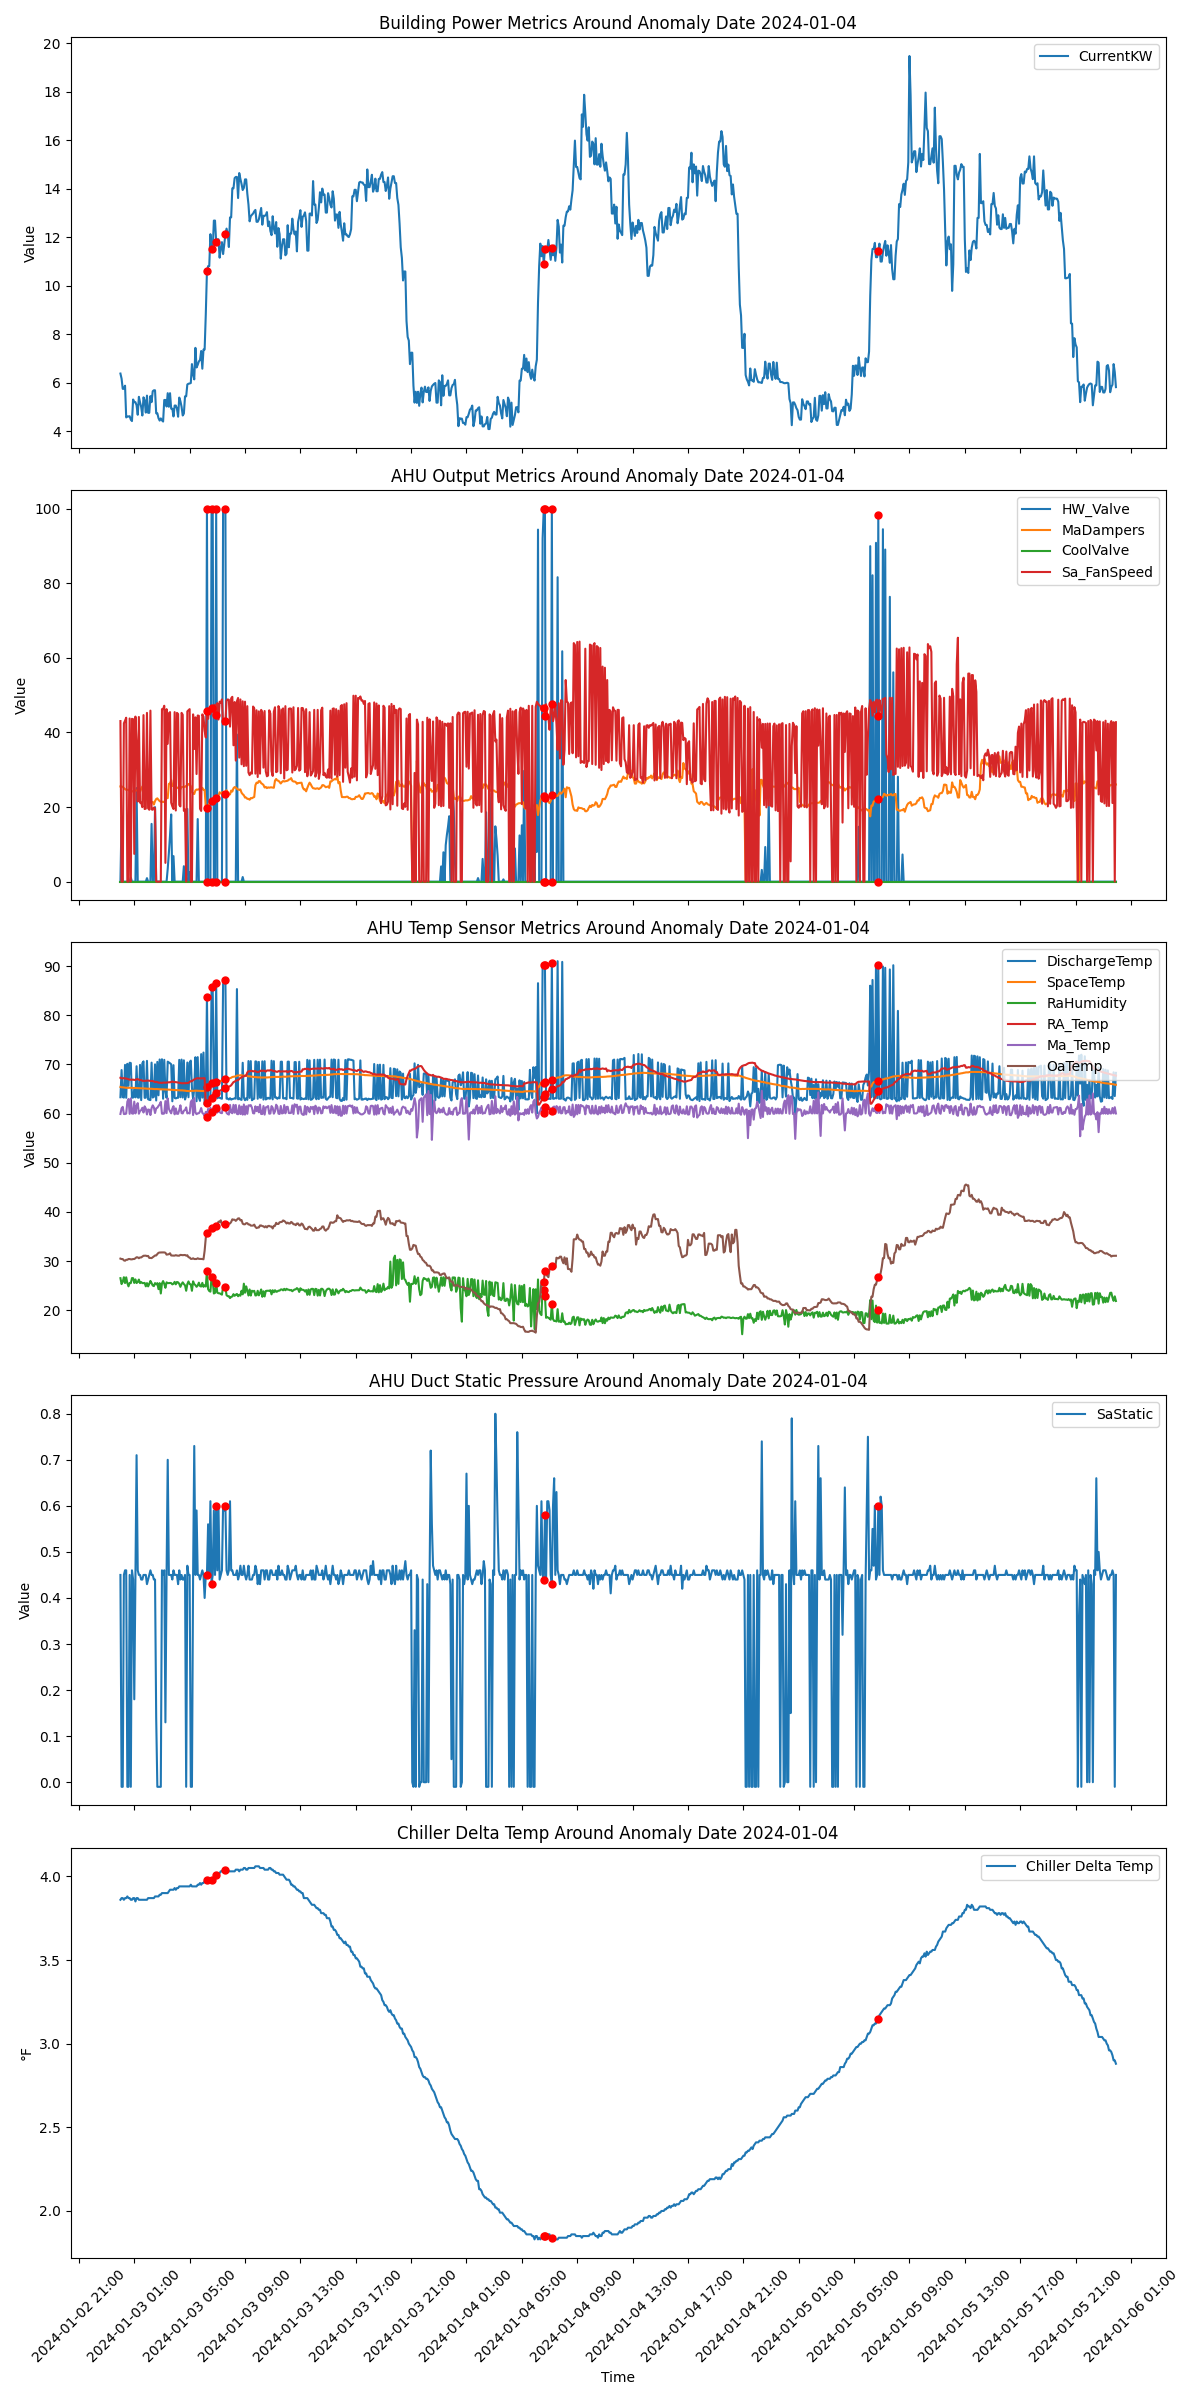 Building Power Metrics Around Anomaly Date 2024-01-04
CurrentKW
20
18
16
14
12
10
8
6
4
Value
AHU Output Metrics Around Anomaly Date 2024-01-04
HW_Valve
MaDampers
CoolValve
Sa_FanSpeed
100
80
60
40
20
0
Value
AHU Temp Sensor Metrics Around Anomaly Date 2024-01-04
DischargeTemp
SpaceTemp
RaHumidity
RA_Temp
Ma_Temp
OaTemp
90
80
70
60
50
40
30
20
Value
AHU Duct Static Pressure Around Anomaly Date 2024-01-04
SaStatic
0.8
0.7
0.6
0.5
0.4
0.3
0.2
0.1
0.0
Value
Chiller Delta Temp Around Anomaly Date 2024-01-04
Chiller Delta Temp
4.0
3.5
3.0
2.5
2.0
°F
2024-01-02 21:00
2024-01-03 01:00
2024-01-03 05:00
2024-01-03 09:00
2024-01-03 13:00
2024-01-03 17:00
2024-01-03 21:00
2024-01-04 01:00
2024-01-04 05:00
2024-01-04 09:00
2024-01-04 13:00
2024-01-04 17:00
2024-01-04 21:00
2024-01-05 01:00
2024-01-05 05:00
2024-01-05 09:00
2024-01-05 13:00
2024-01-05 17:00
2024-01-05 21:00
2024-01-06 01:00
Time